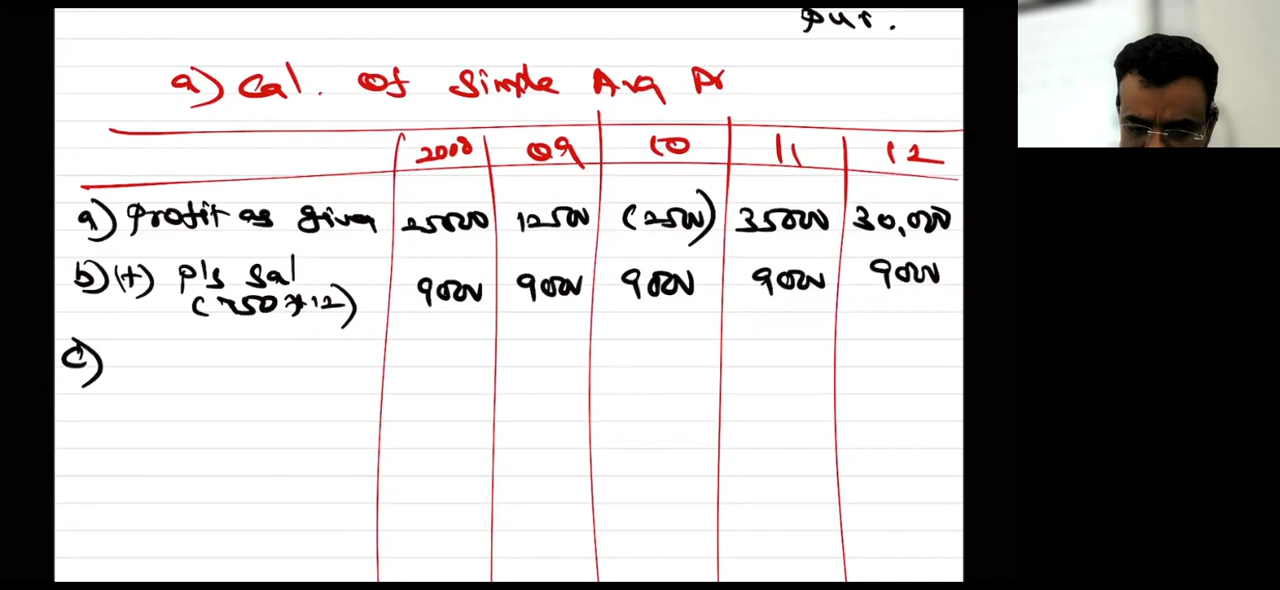 Pur.
a) Cal. Of Simple Avg Pr
2008 09 10 11 12
a) Profit as given 25000 12500 (2500) 35000 30,000
b) (+) P's Sal 9000 9000 9000 9000 9000
(750 * 12)
c)